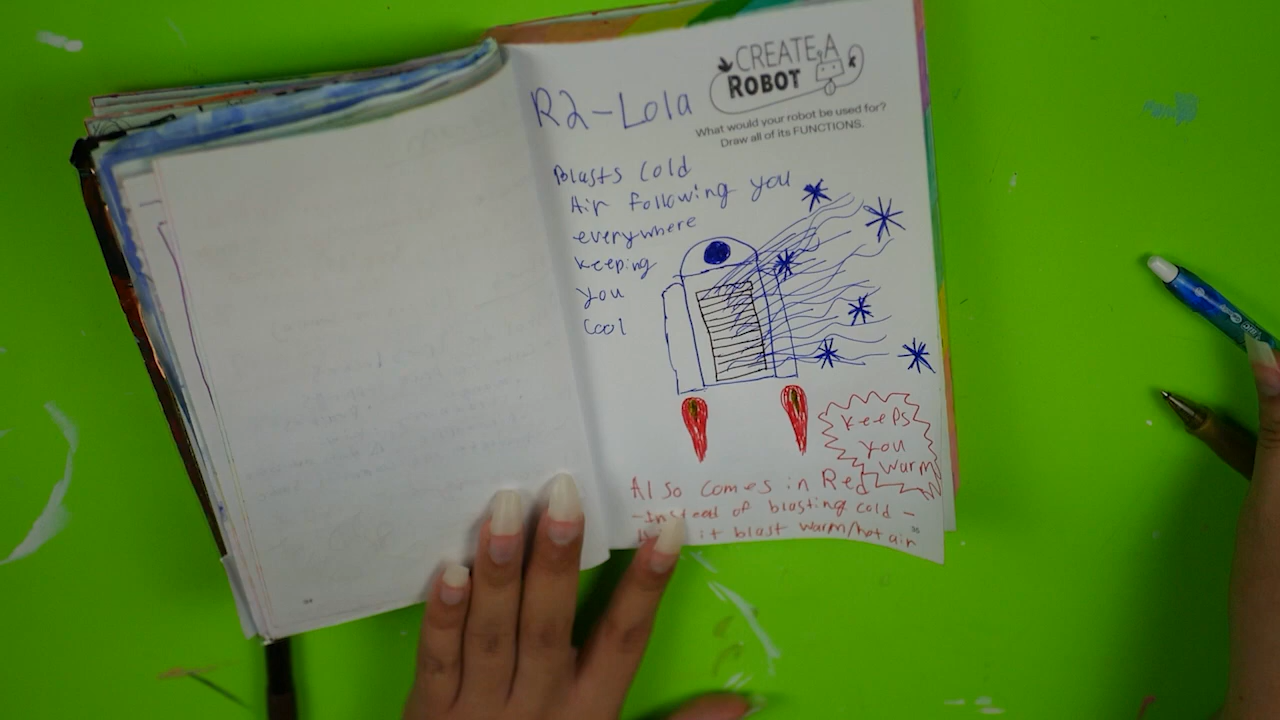 CREATE A
ROBOT
What would your robot be used for?
Draw all of its FUNCTIONS.
R2-Lola
Blasts Cold
Air following you
everywhere
keeping
you
Cool
keeps
you
warm
Also comes in Red
-Instead of blasting cold -
it blast warm/hot air